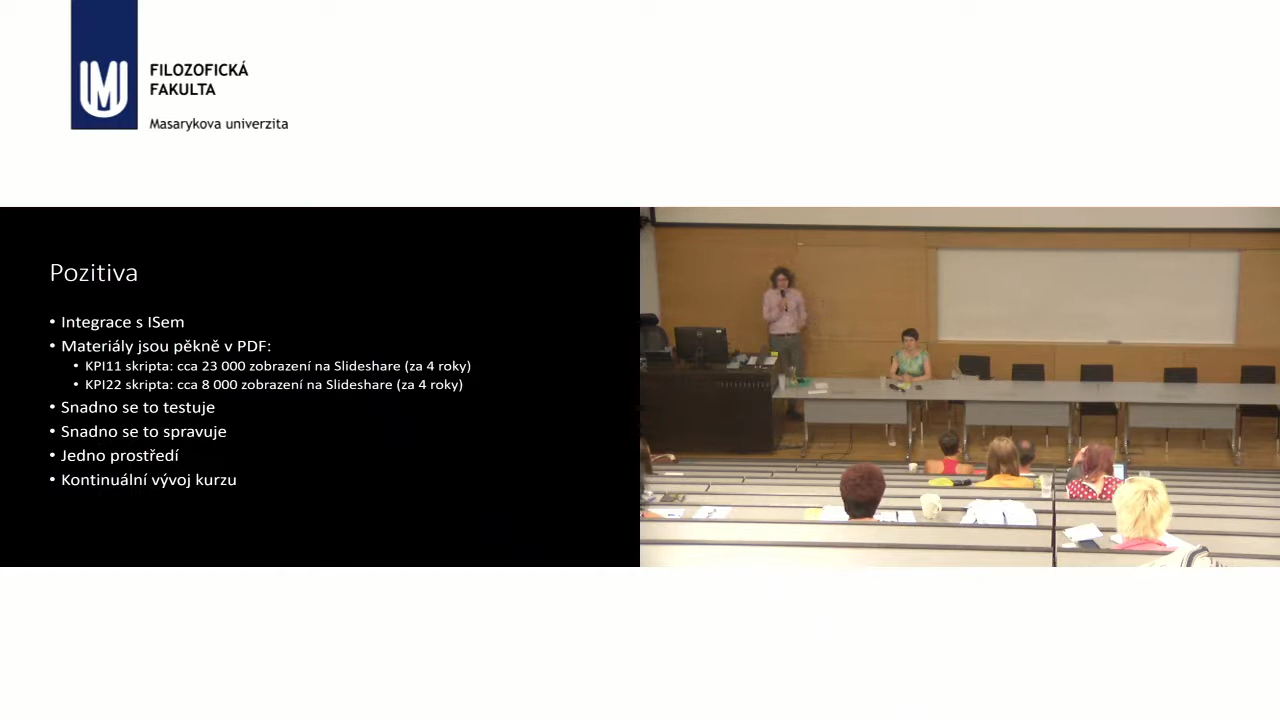 FILOZOFICKÁ
FAKULTA
Masarykova univerzita
Pozitiva
• Integrace s ISem
• Materiály jsou pěkně v PDF:
• KPI11 skripta: cca 23 000 zobrazení na Slideshare (za 4 roky)
• KPI22 skripta: cca 8 000 zobrazení na Slideshare (za 4 roky)
• Snadno se to testuje
• Snadno se to spravuje
• Jedno prostředí
• Kontinuální vývoj kurzu